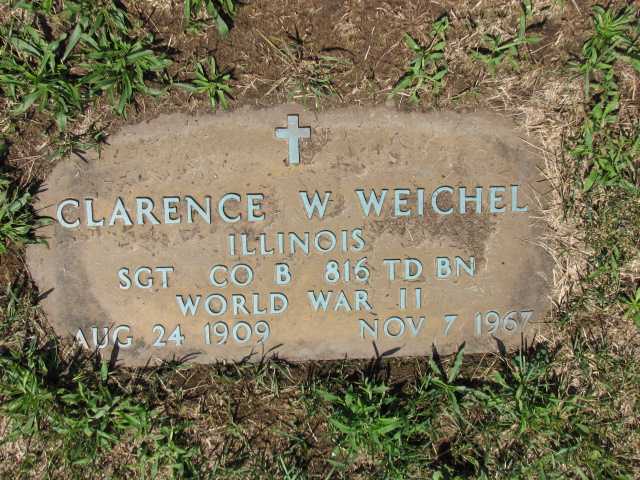 CLARENCE W WEICHEL
ILLINOIS
SGT CO B 816 TD BN
WORLD WAR II
AUG 24 1909 NOV 7 1967